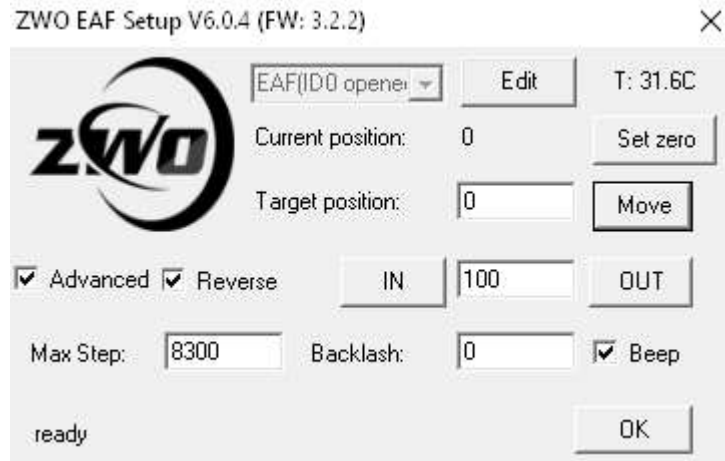 ZWO EAF Setup V6.0.4 (FW: 3.2.2)
ZWO
EAF(ID0 opene Edit T: 31.6C
Current position: 0 Set zero
Target position: 0 Move
Advanced Reverse IN 100 OUT
Max Step: 8300 Backlash: 0 Beep
ready OK